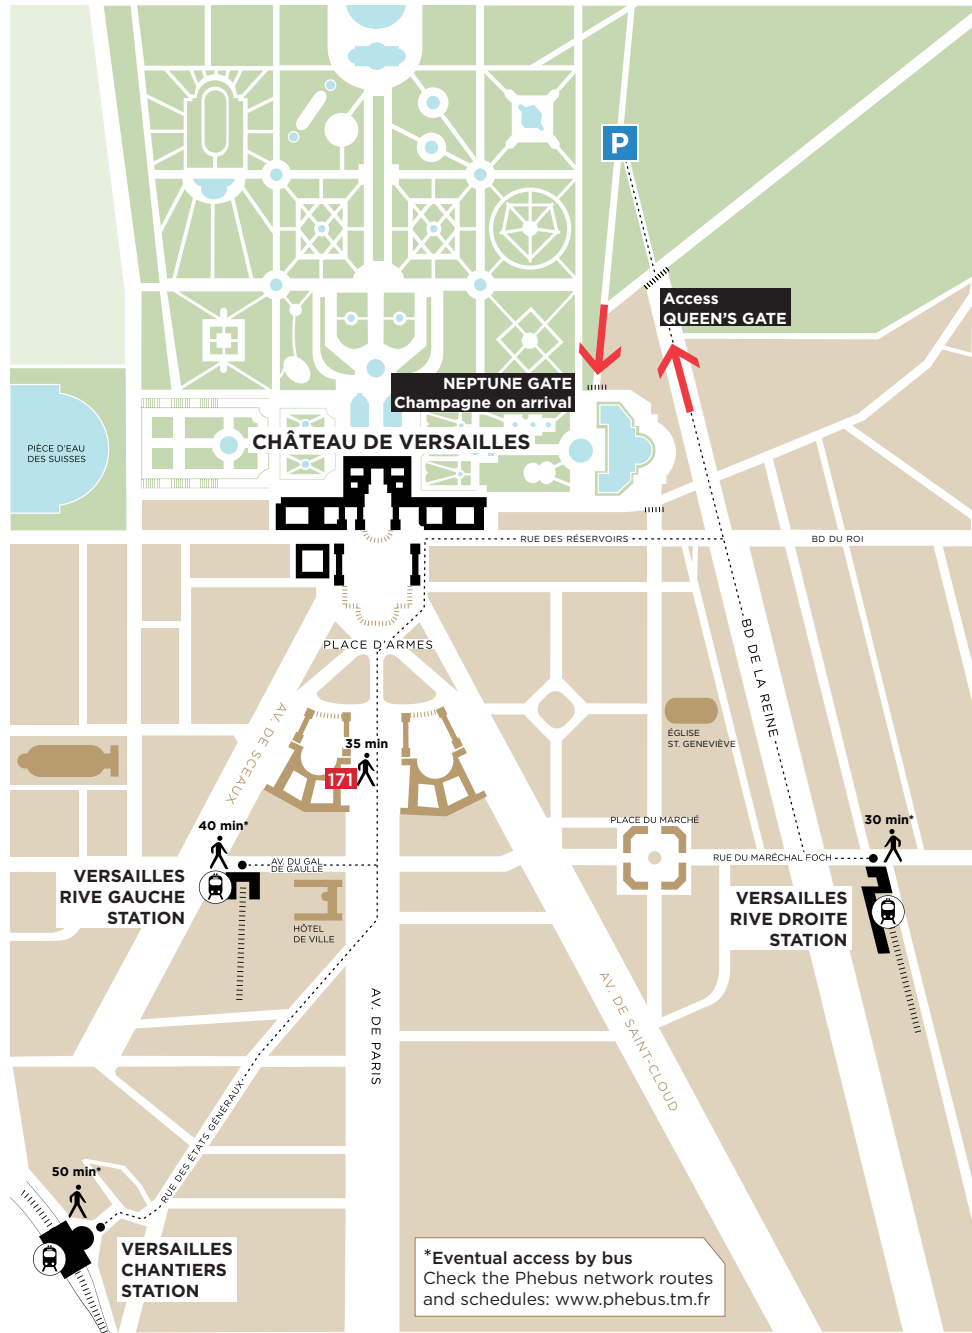 P
Access
QUEEN'S GATE
NEPTUNE GATE
Champagne on arrival
CHÂTEAU DE VERSAILLES
PIÈCE D'EAU
DES SUISSES
RUE DES RÉSERVOIRS
BD DU ROI
PLACE D'ARMES
BD DE LA REINE
AV. DE SCEAUX
ÉGLISE
ST. GENEVIÈVE
35 min
171
40 min*
PLACE DU MARCHÉ
30 min*
AV. DU GAL
DE GAULLE
RUE DU MARÉCHAL FOCH
VERSAILLES
RIVE GAUCHE
STATION
VERSAILLES
RIVE DROITE
STATION
HÔTEL
DE VILLE
AV. DE PARIS
AV. DE SAINT-CLOUD
RUE DES ÉTATS GÉNÉRAUX
50 min*
VERSAILLES
CHANTIERS
STATION
*Eventual access by bus
Check the Phebus network routes
and schedules: www.phebus.tm.fr